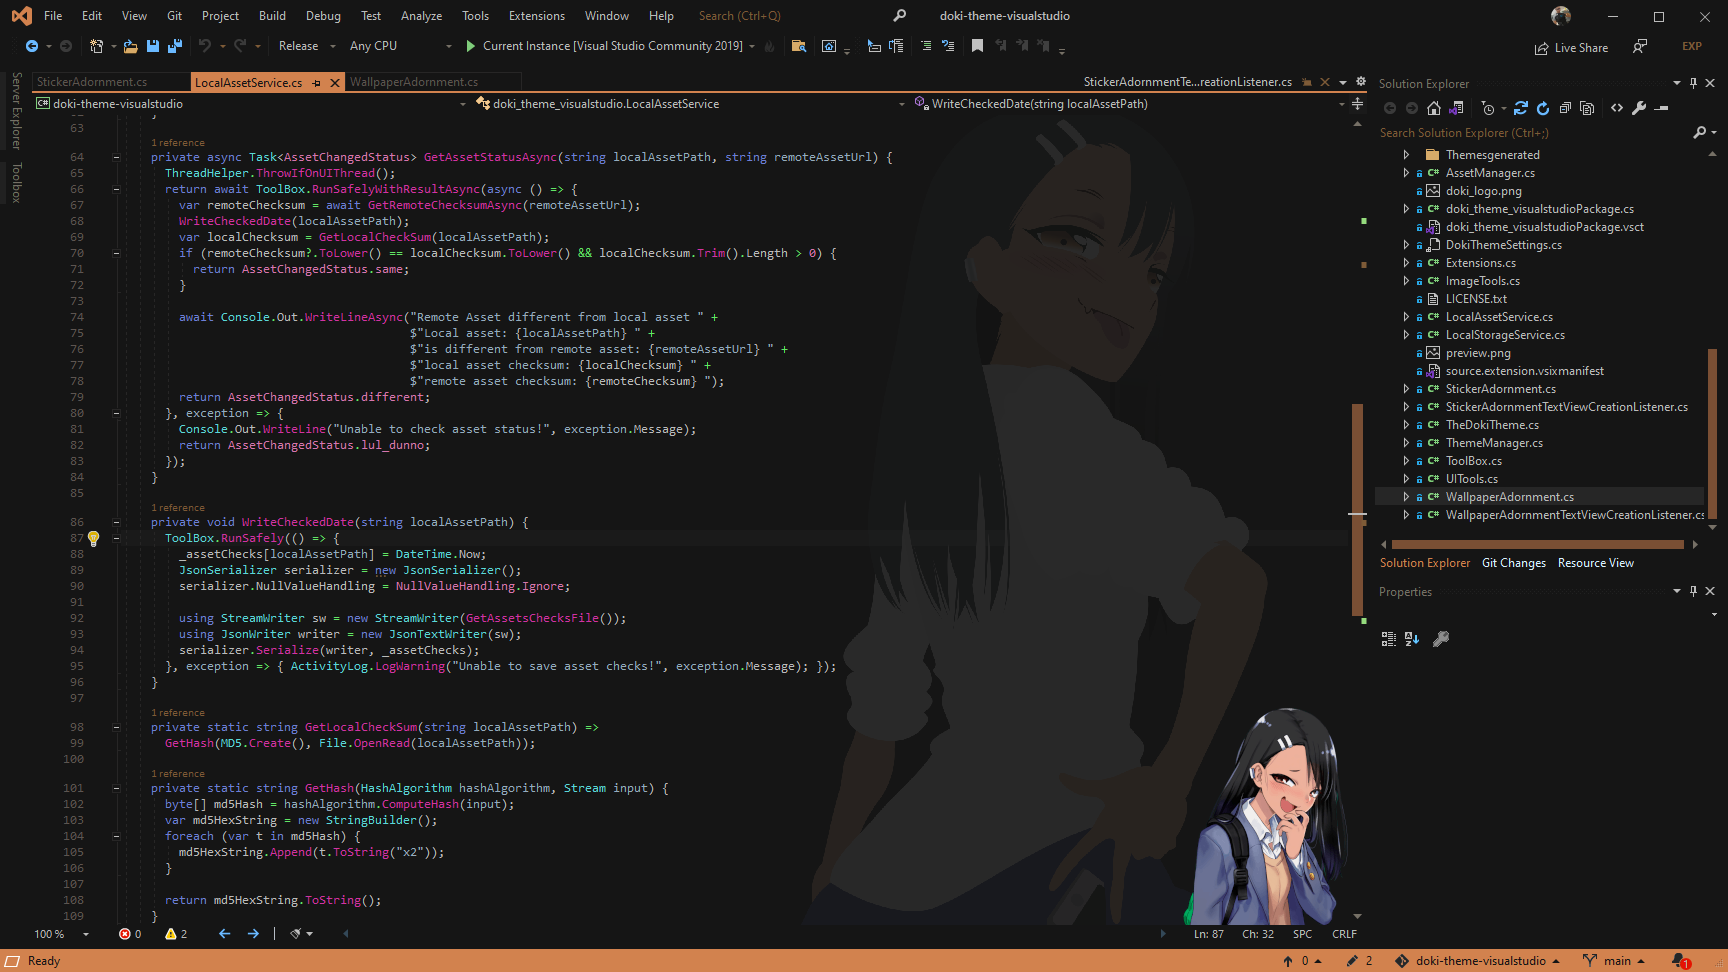 File Edit View Git Project Build Debug Test Analyze Tools Extensions Window Help Search (Ctrl+Q) doki-theme-visualstudio
Release Any CPU Current Instance [Visual Studio Community 2019] Live Share EXP
StickerAdornment.cs LocalAssetService.cs WallpaperAdornment.cs StickerAdornmentTe...reationListener.cs
doki-theme-visualstudio doki_theme_visualstudio.LocalAssetService WriteCheckedDate(string localAssetPath)
Server Explorer
Toolbox
63
1 reference
64 private async Task<AssetChangedStatus> GetAssetStatusAsync(string localAssetPath, string remoteAssetUrl) {
65 ThreadHelper.ThrowIfOnUIThread();
66 return await ToolBox.RunSafelyWithResultAsync(async () => {
67 var remoteChecksum = await GetRemoteChecksumAsync(remoteAssetUrl);
68 WriteCheckedDate(localAssetPath);
69 var localChecksum = GetLocalCheckSum(localAssetPath);
70 if (remoteChecksum?.ToLower() == localChecksum.ToLower() && localChecksum.Trim().Length > 0) {
71 return AssetChangedStatus.same;
72 }
73
74 await Console.Out.WriteLineAsync("Remote Asset different from local asset " +
75 $"Local asset: {localAssetPath} " +
76 $"is different from remote asset: {remoteAssetUrl} " +
77 $"local asset checksum: {localChecksum} " +
78 $"remote asset checksum: {remoteChecksum} ");
79 return AssetChangedStatus.different;
80 }, exception => {
81 Console.Out.WriteLine("Unable to check asset status!", exception.Message);
82 return AssetChangedStatus.lul_dunno;
83 });
84 }
85
1 reference
86 private void WriteCheckedDate(string localAssetPath) {
87 ToolBox.RunSafely(() => {
88 _assetChecks[localAssetPath] = DateTime.Now;
89 JsonSerializer serializer = new JsonSerializer();
90 serializer.NullValueHandling = NullValueHandling.Ignore;
91
92 using StreamWriter sw = new StreamWriter(GetAssetsChecksFile());
93 using JsonWriter writer = new JsonTextWriter(sw);
94 serializer.Serialize(writer, _assetChecks);
95 }, exception => { ActivityLog.LogWarning("Unable to save asset checks!", exception.Message); });
96 }
97
1 reference
98 private static string GetLocalCheckSum(string localAssetPath) =>
99 GetHash(MD5.Create(), File.OpenRead(localAssetPath));
100
1 reference
101 private static string GetHash(HashAlgorithm hashAlgorithm, Stream input) {
102 byte[] md5Hash = hashAlgorithm.ComputeHash(input);
103 var md5HexString = new StringBuilder();
104 foreach (var t in md5Hash) {
105 md5HexString.Append(t.ToString("x2"));
106 }
107
108 return md5HexString.ToString();
109 }
100 % 0 2 Ln: 87 Ch: 32 SPC CRLF
Solution Explorer
Search Solution Explorer (Ctrl+;)
Themesgenerated
AssetManager.cs
doki_logo.png
doki_theme_visualstudioPackage.cs
doki_theme_visualstudioPackage.vsct
DokiThemeSettings.cs
Extensions.cs
ImageTools.cs
LICENSE.txt
LocalAssetService.cs
LocalStorageService.cs
preview.png
source.extension.vsixmanifest
StickerAdornment.cs
StickerAdornmentTextViewCreationListener.cs
TheDokiTheme.cs
ThemeManager.cs
ToolBox.cs
UITools.cs
WallpaperAdornment.cs
WallpaperAdornmentTextViewCreationListener.cs
Solution Explorer Git Changes Resource View
Properties
Ready 0 2 doki-theme-visualstudio main 1